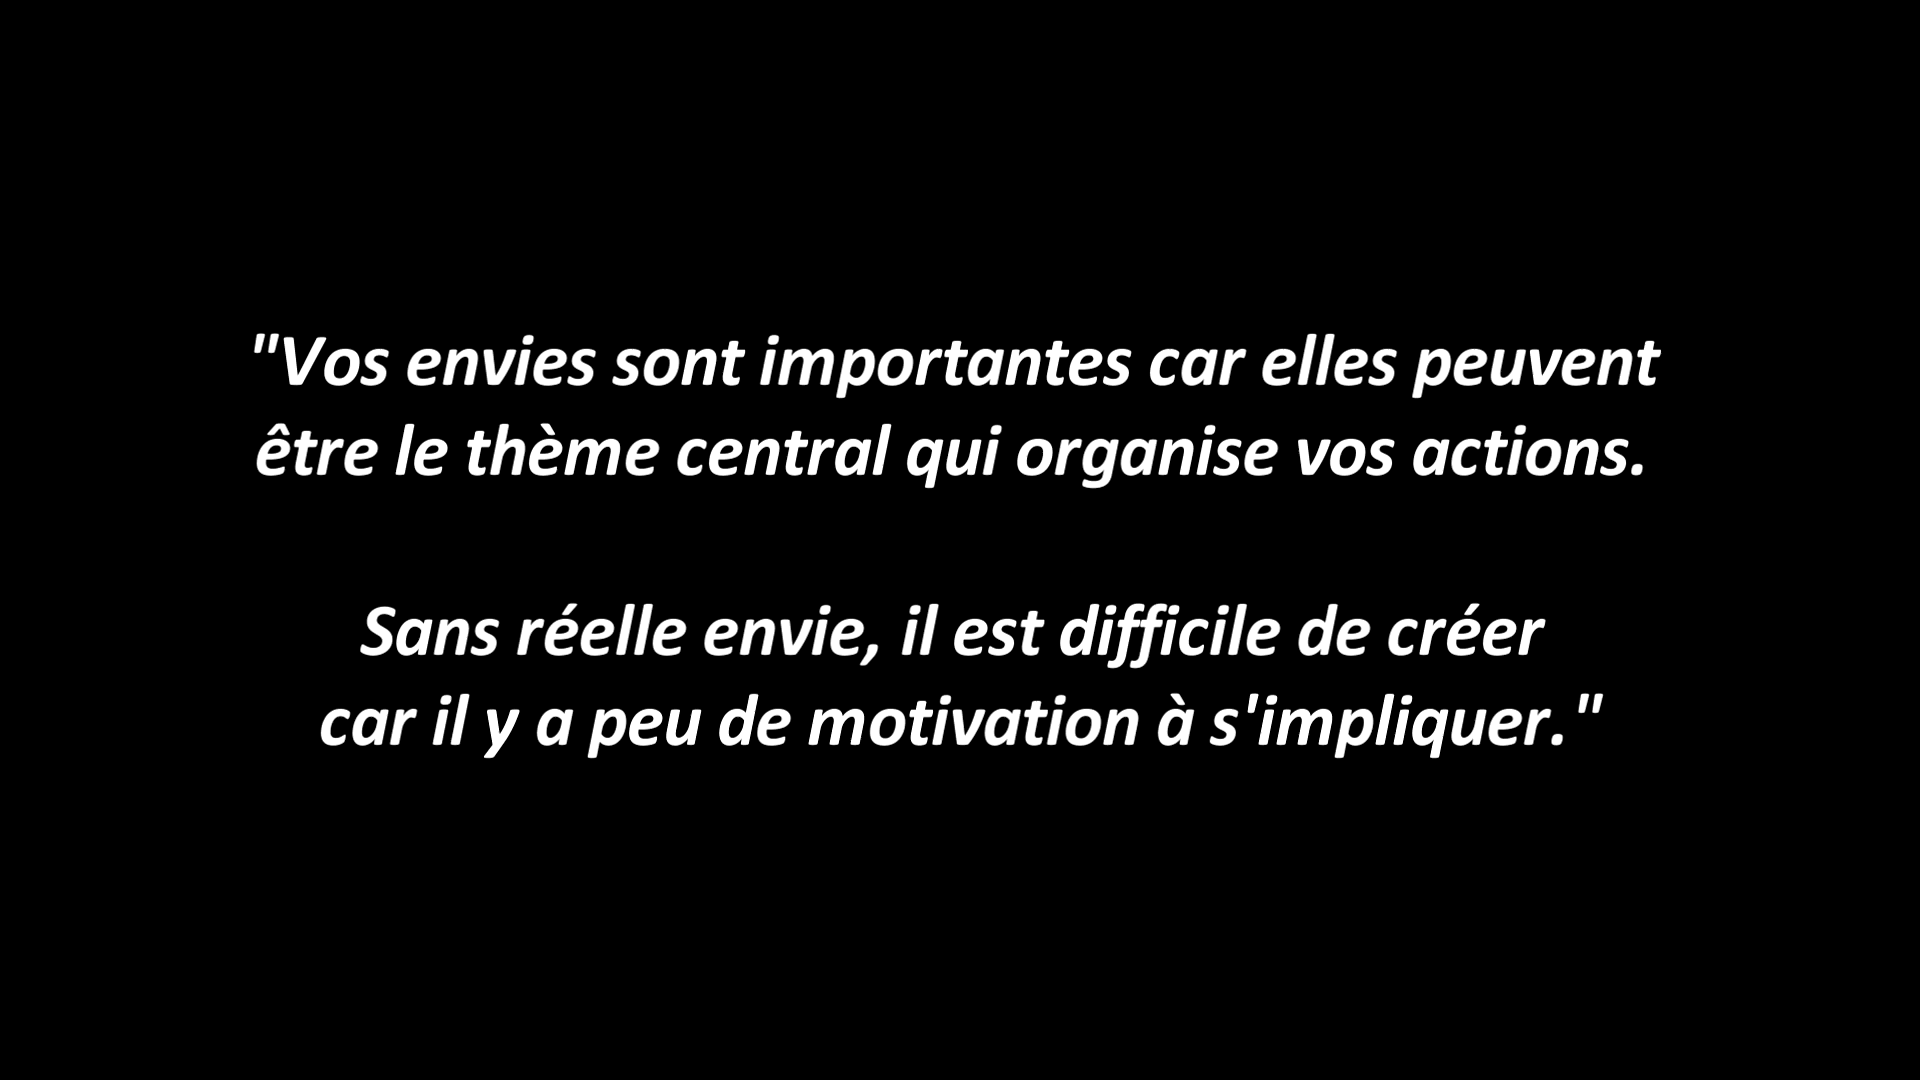 "Vos envies sont importantes car elles peuvent
être le thème central qui organise vos actions.
Sans réelle envie, il est difficile de créer
car il y a peu de motivation à s'impliquer."